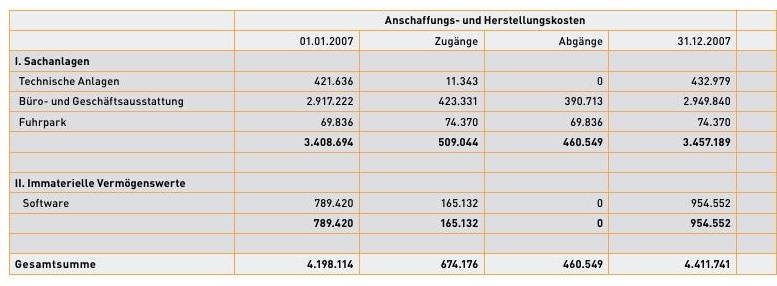 Anschaffungs- und Herstellungskosten
01.01.2007 Zugänge Abgänge 31.12.2007
I. Sachanlagen
Technische Anlagen 421.636 11.343 0 432.979
Büro- und Geschäftsausstattung 2.917.222 423.331 390.713 2.949.840
Fuhrpark 69.836 74.370 69.836 74.370
3.408.694 509.044 460.549 3.457.189
II. Immaterielle Vermögenswerte
Software 789.420 165.132 0 954.552
789.420 165.132 0 954.552
Gesamtsumme 4.198.114 674.176 460.549 4.411.741